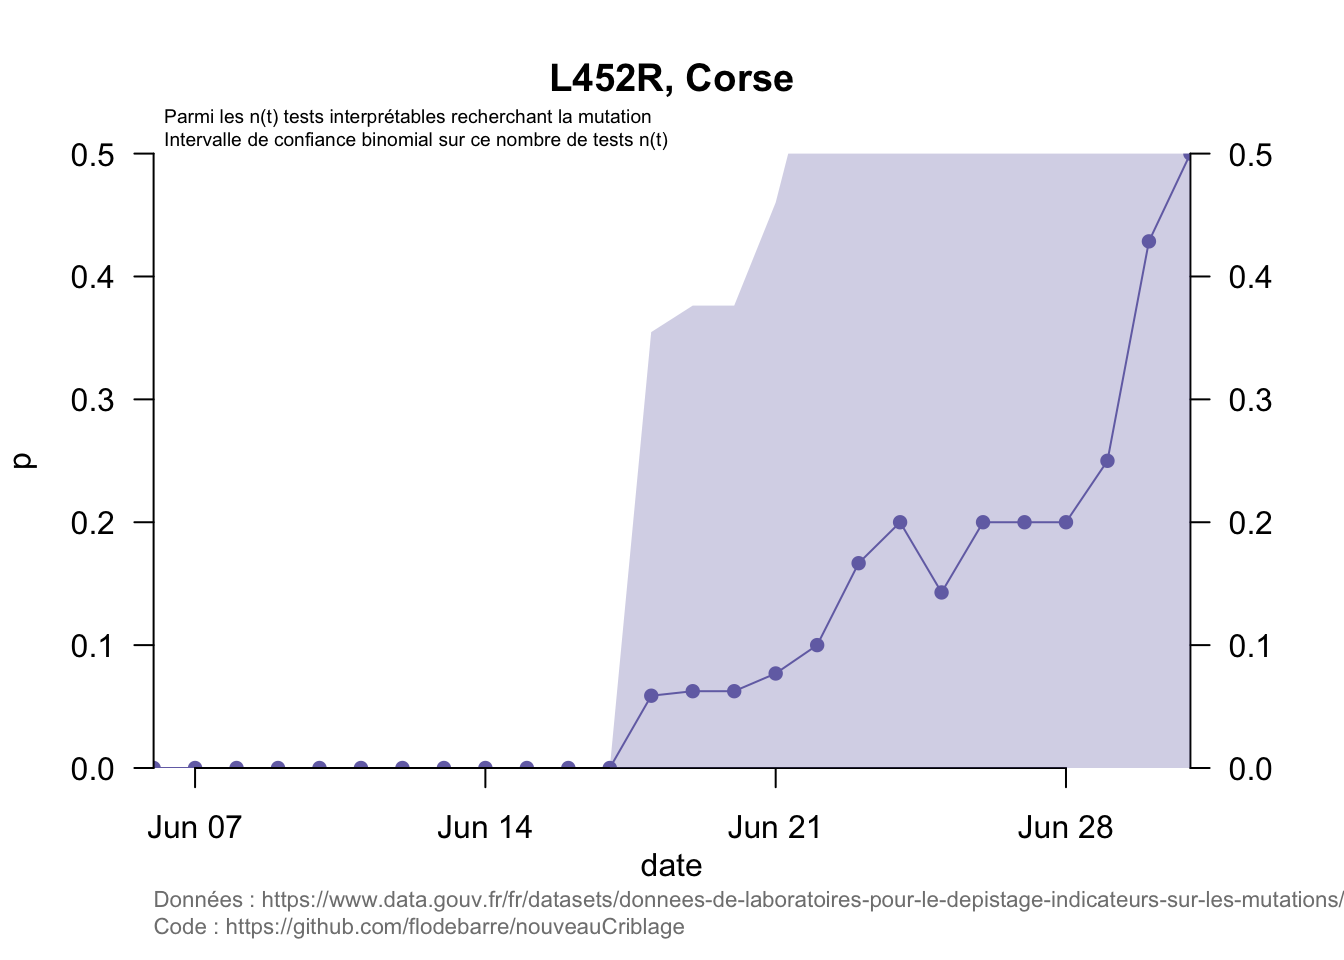 L452R, Corse
Parmi les n(t) tests interprétables recherchant la mutation
Intervalle de confiance binomial sur ce nombre de tests n(t)
0.5 0.5
0.4 0.4
0.3 0.3
p
0.2 0.2
0.1 0.1
0.0 0.0
Jun 07 Jun 14 Jun 21 Jun 28
date
Données : https://www.data.gouv.fr/fr/datasets/donnees-de-laboratoires-pour-le-depistage-indicateurs-sur-les-mutations/
Code : https://github.com/flodebarre/nouveauCriblage